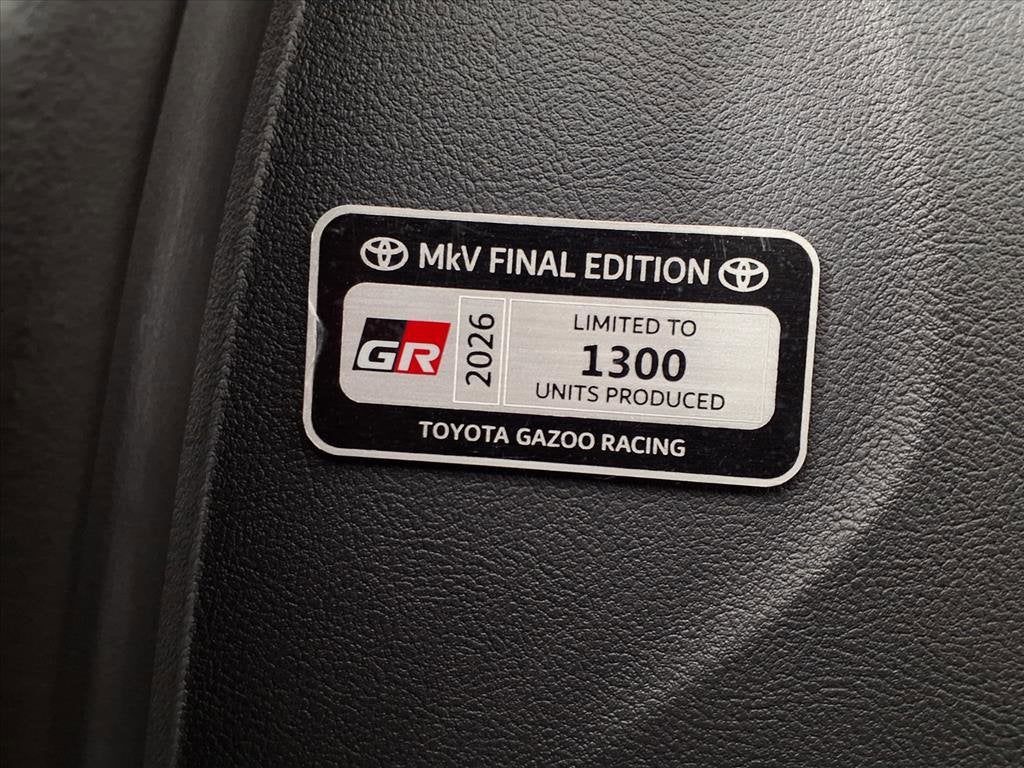 MkV FINAL EDITION
GR
2026
LIMITED TO
1300
UNITS PRODUCED
TOYOTA GAZOO RACING